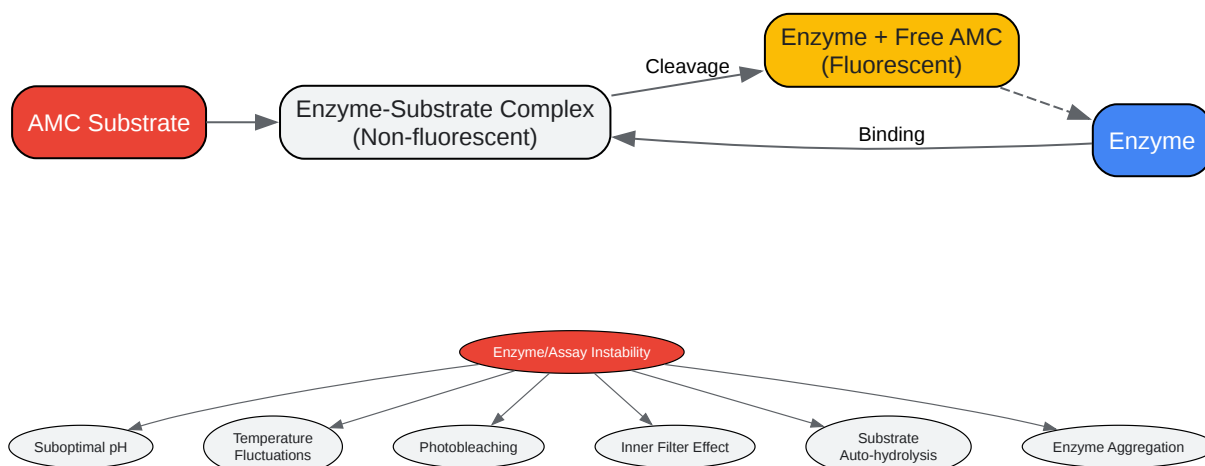 Enzyme + Free AMC
(Fluorescent)
Cleavage
AMC Substrate
Enzyme-Substrate Complex
(Non-fluorescent)
Binding
Enzyme
Enzyme/Assay Instability
Suboptimal pH
Temperature
Fluctuations
Photobleaching
Inner Filter Effect
Substrate
Auto-hydrolysis
Enzyme Aggregation